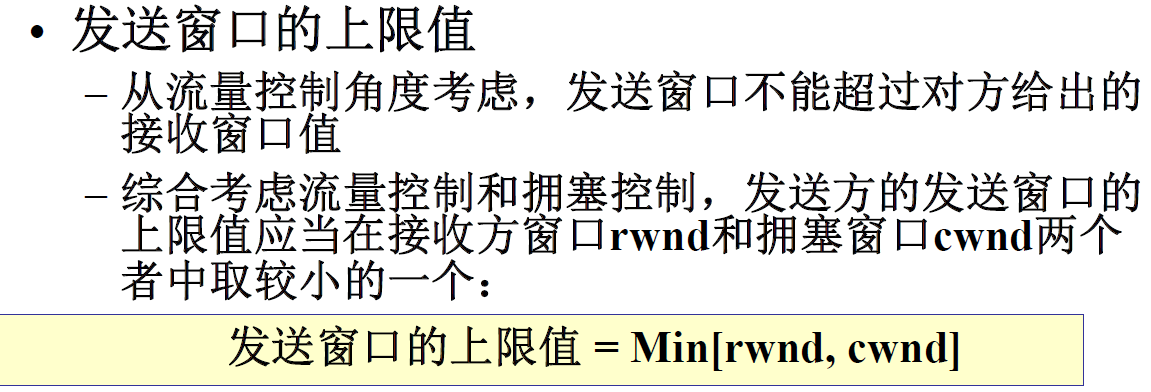 • 发送窗口的上限值
– 从流量控制角度考虑，发送窗口不能超过对方给出的
接收窗口值
– 综合考虑流量控制和拥塞控制，发送方的发送窗口的
上限值应当在接收方窗口rwnd和拥塞窗口cwnd两个
者中取较小的一个：
发送窗口的上限值 = Min[rwnd, cwnd]